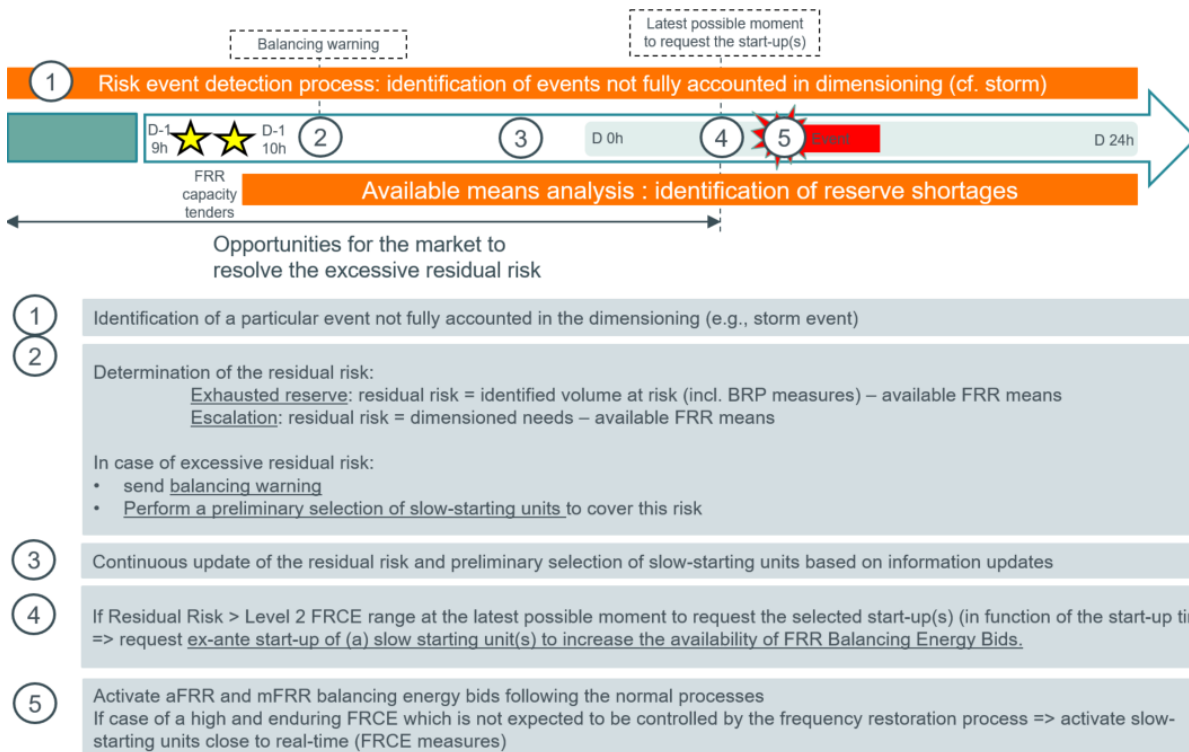 Balancing warning
Latest possible moment
to request the start-up(s)
1
Risk event detection process: identification of events not fully accounted in dimensioning (cf. storm)
D-1
9h
D-1
10h
2
3
D 0h
4
5
Event
D 24h
FRR
capacity
tenders
Available means analysis : identification of reserve shortages
Opportunities for the market to
resolve the excessive residual risk
1
Identification of a particular event not fully accounted in the dimensioning (e.g., storm event)
2
Determination of the residual risk:
Exhausted reserve: residual risk = identified volume at risk (incl. BRP measures) – available FRR means
Escalation: residual risk = dimensioned needs – available FRR means
In case of excessive residual risk:
• send balancing warning
• Perform a preliminary selection of slow-starting units to cover this risk
3
Continuous update of the residual risk and preliminary selection of slow-starting units based on information updates
4
If Residual Risk > Level 2 FRCE range at the latest possible moment to request the selected start-up(s) (in function of the start-up
=> request ex-ante start-up of (a) slow starting unit(s) to increase the availability of FRR Balancing Energy Bids.
5
Activate aFRR and mFRR balancing energy bids following the normal processes
If case of a high and enduring FRCE which is not expected to be controlled by the frequency restoration process => activate slow-
starting units close to real-time (FRCE measures)